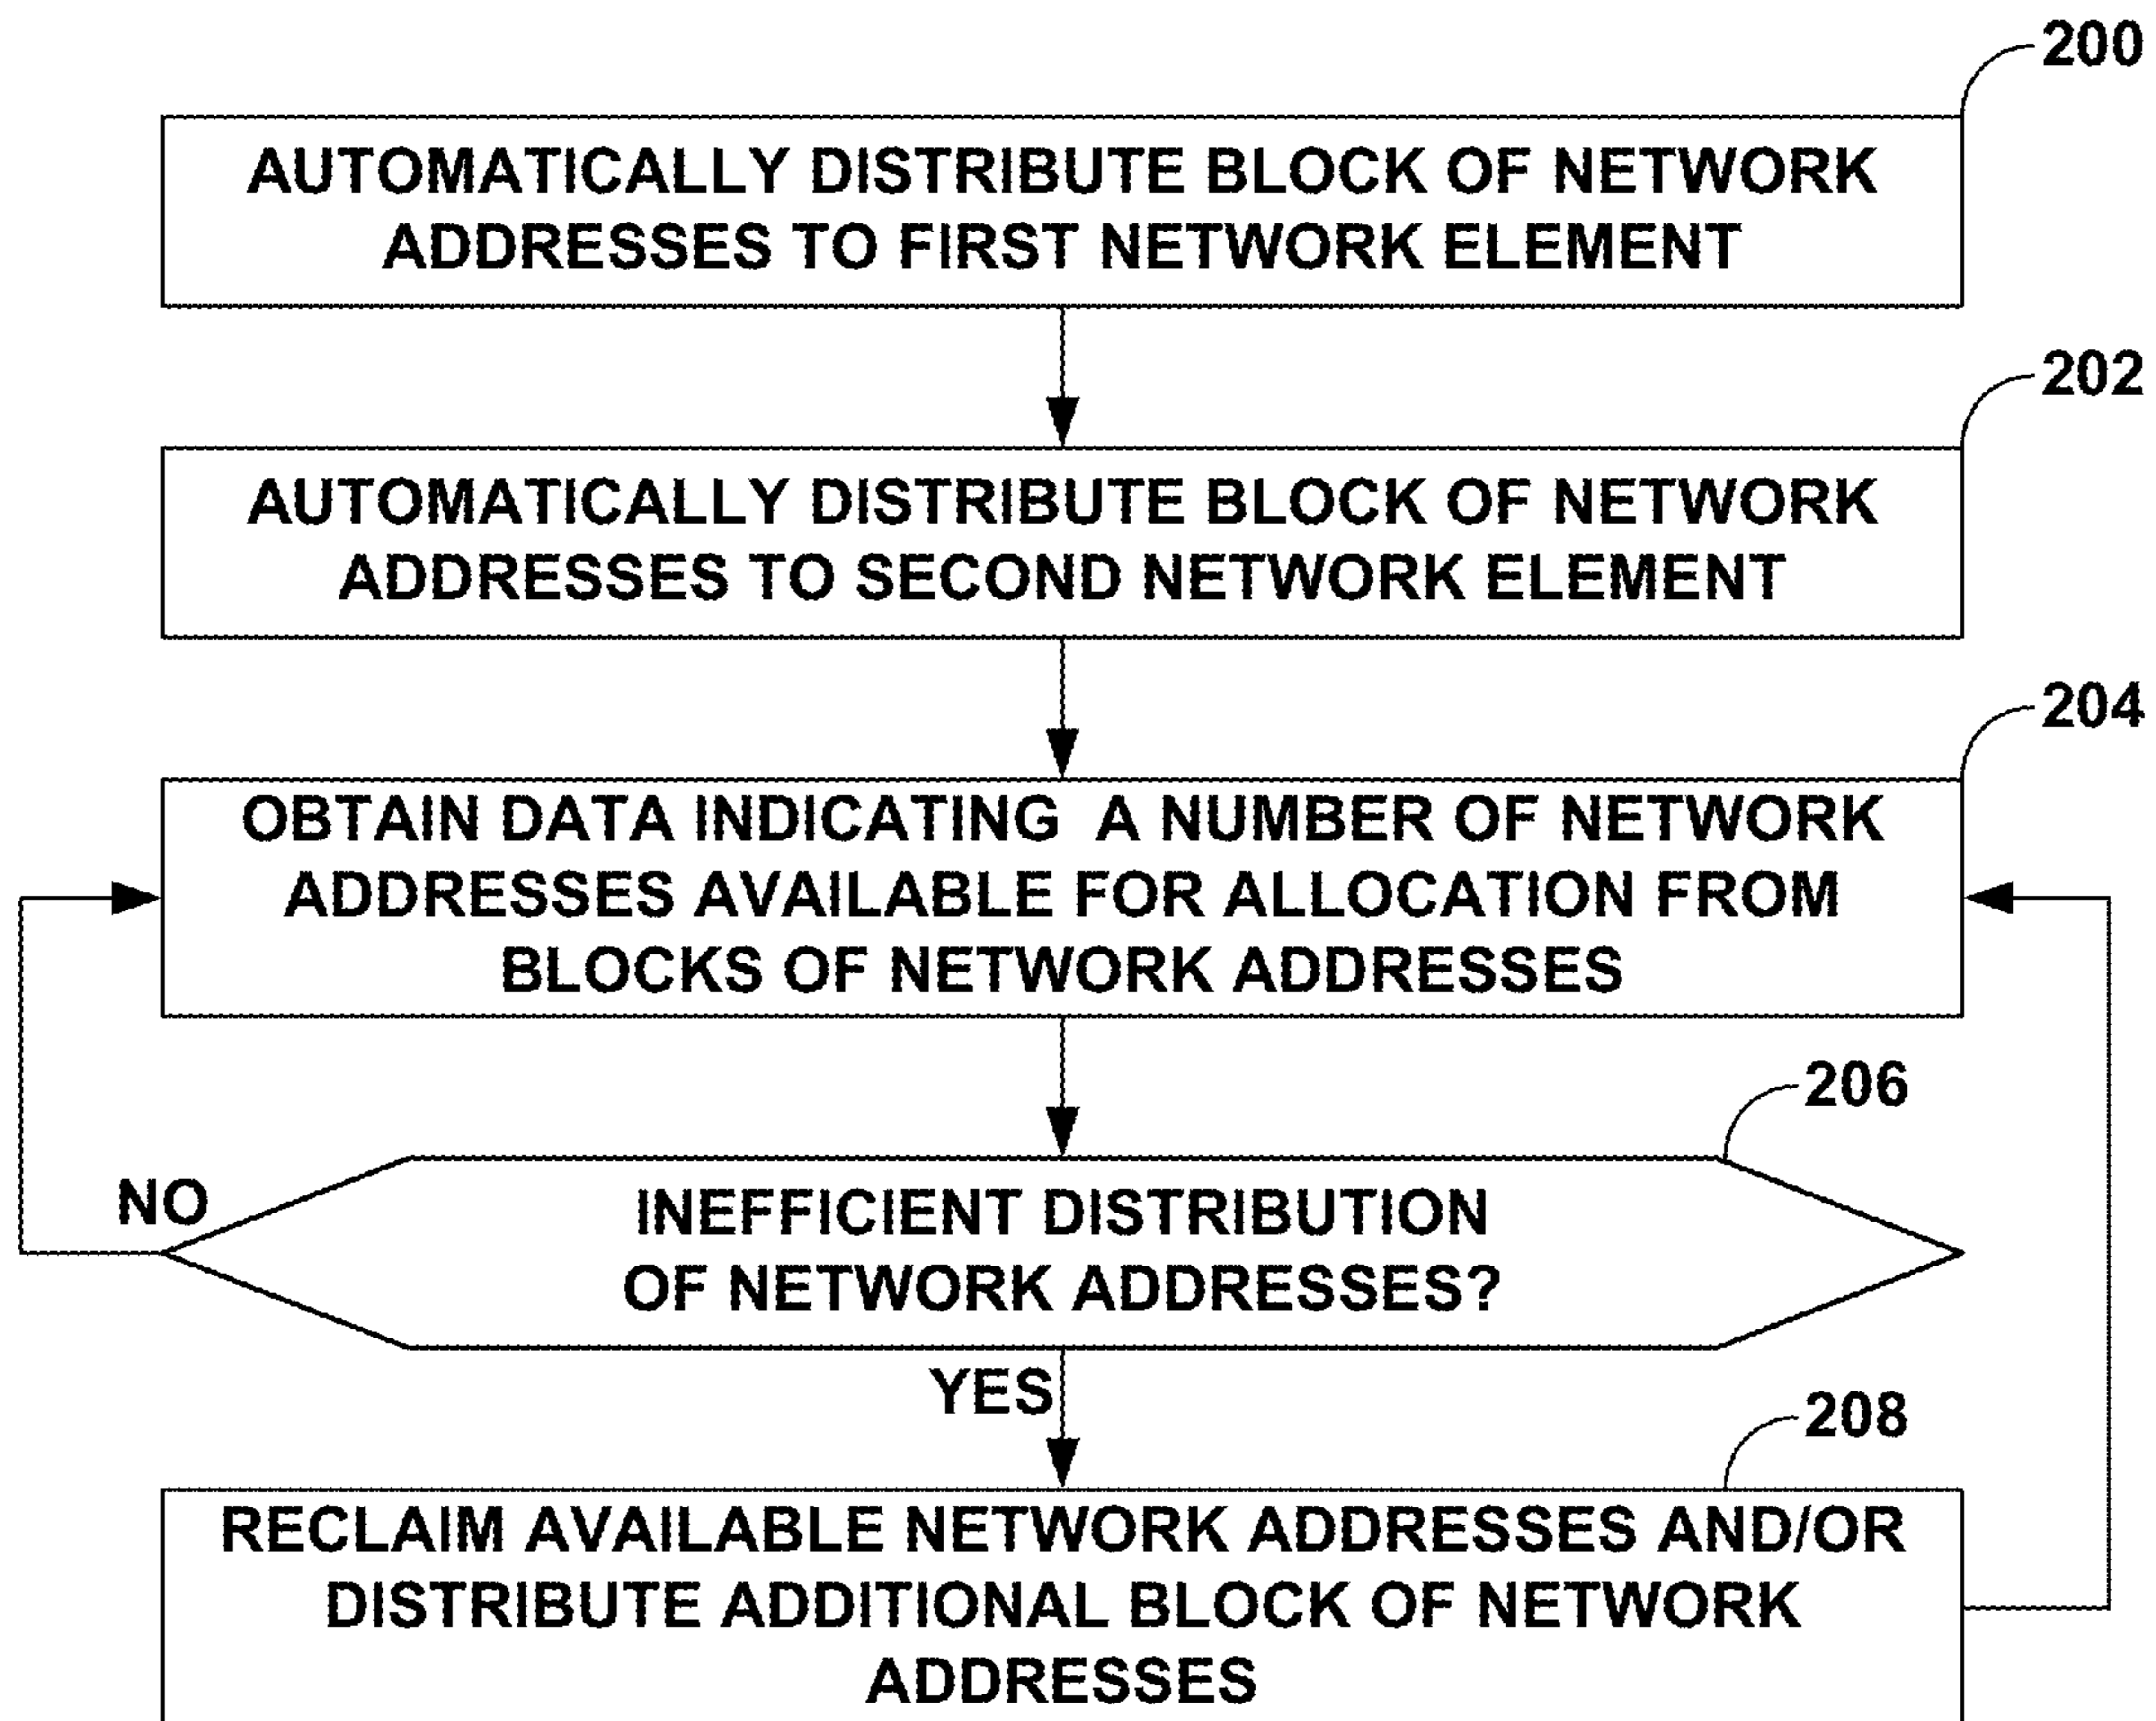 200
AUTOMATICALLY DISTRIBUTE BLOCK OF NETWORK
ADDRESSES TO FIRST NETWORK ELEMENT
202
AUTOMATICALLY DISTRIBUTE BLOCK OF NETWORK
ADDRESSES TO SECOND NETWORK ELEMENT
204
OBTAIN DATA INDICATING A NUMBER OF NETWORK
ADDRESSES AVAILABLE FOR ALLOCATION FROM
BLOCKS OF NETWORK ADDRESSES
206
NO
INEFFICIENT DISTRIBUTION
OF NETWORK ADDRESSES?
YES
208
RECLAIM AVAILABLE NETWORK ADDRESSES AND/OR
DISTRIBUTE ADDITIONAL BLOCK OF NETWORK
ADDRESSES